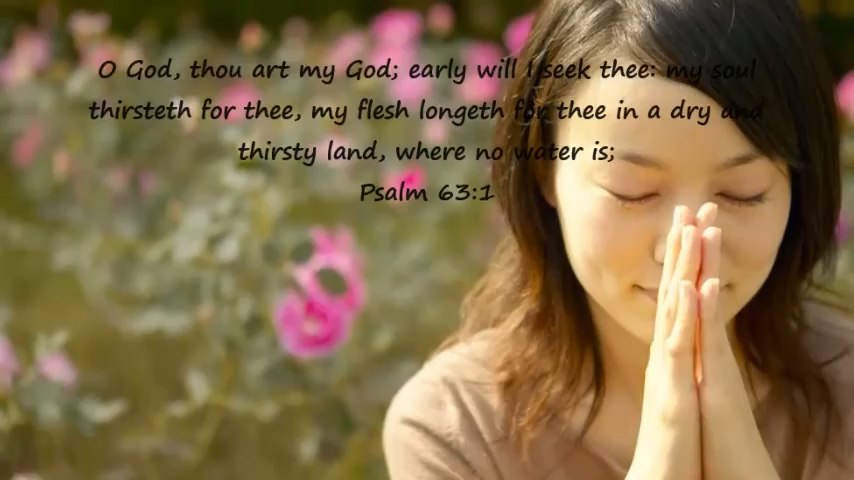 O God, thou art my God; early will I seek thee: my soul
thirsteth for thee, my flesh longeth for thee in a dry and
thirsty land, where no water is;
Psalm 63:1